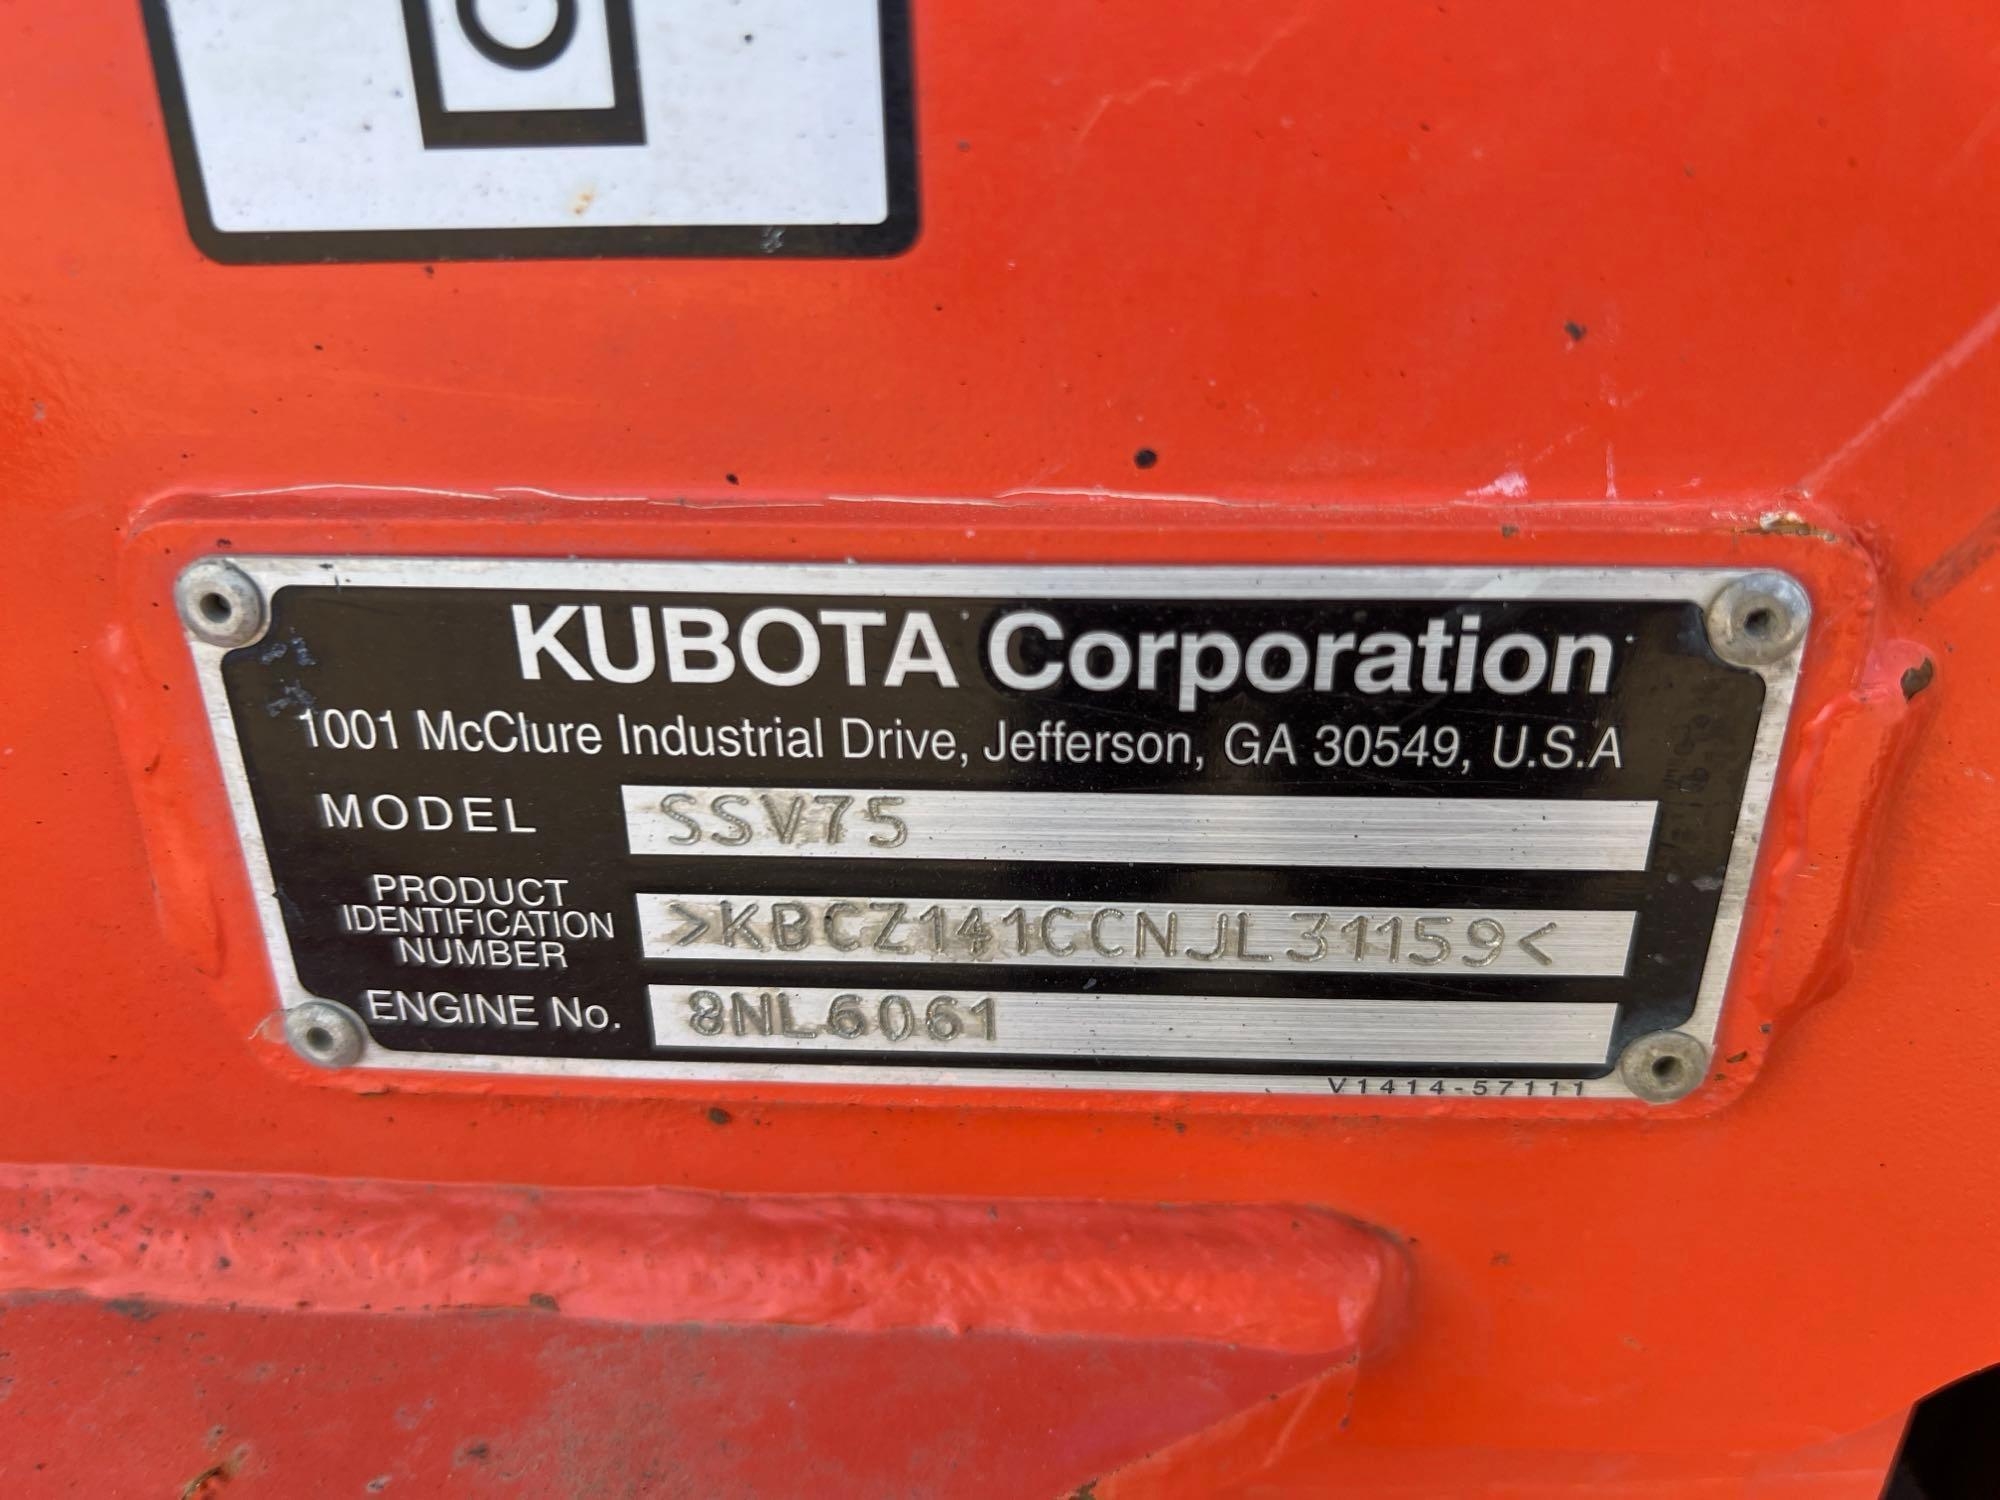 KUBOTA Corporation
1001 McClure Industrial Drive, Jefferson, GA 30549, U.S.A
MODEL SSV75
PRODUCT IDENTIFICATION NUMBER >KBCZ141CCNJL31159<
ENGINE No. 8NL6061
V1414-57111